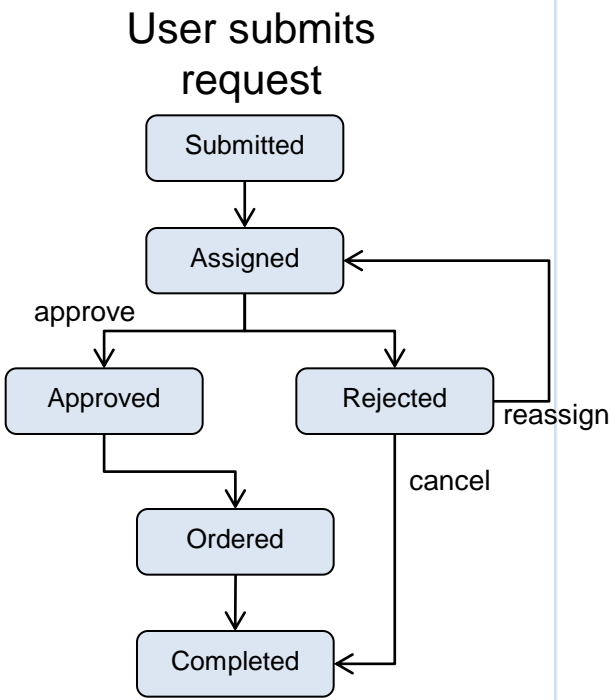 User submits
request
Submitted
Assigned
approve
Approved
Rejected
reassign
cancel
Ordered
Completed